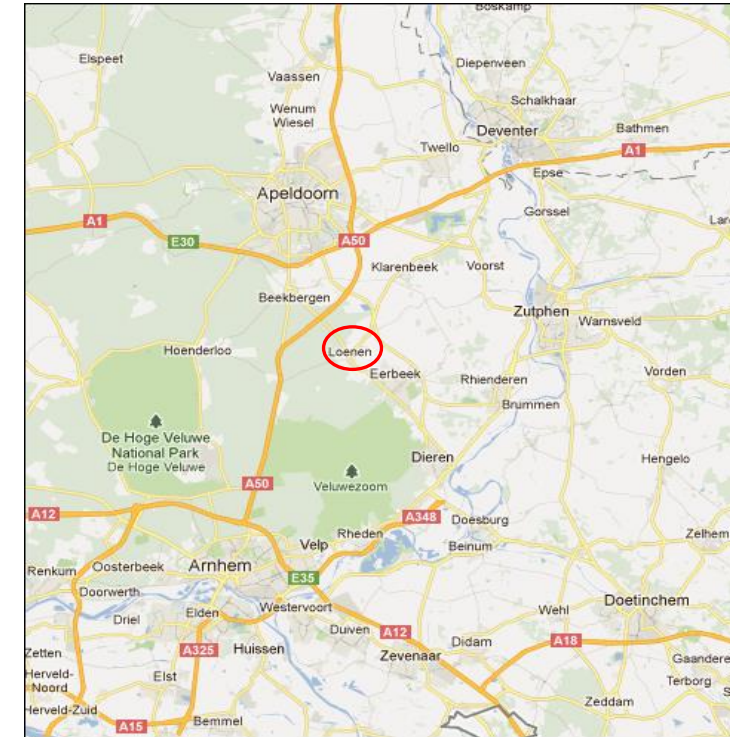 Boskamp
Elspeet
Diepenveen
Vaassen
Schalkhaar
Wenum
Wiesel
Deventer
Bathmen
Twello
A1
Epse
Apeldoorn
Gorssel
A1
E30
A50
Klarenbeek
Voorst
Beekbergen
Zutphen
Warnsveld
Hoenderloo
Loenen
Eerbeek
Rhienderen
Vorden
Brummen
De Hoge Veluwe
National Park
De Hoge Veluwe
Dieren
Hengelo
A50
Veluwezoom
A12
A348
Doesburg
Rheden
Zelhem
Velp
Beinum
Renkum
Oosterbeek
Arnhem
E35
Doorwerth
Westervoort
Doetinchem
Driel
Elden
Wehl
Duiven
A12
A18
Zetten
A325
Huissen
Didam
Zevenaar
Gaandere
Herveld-
Noord
Elst
Terborg
Zeddam
Herveld-Zuid
A15
Bemmel